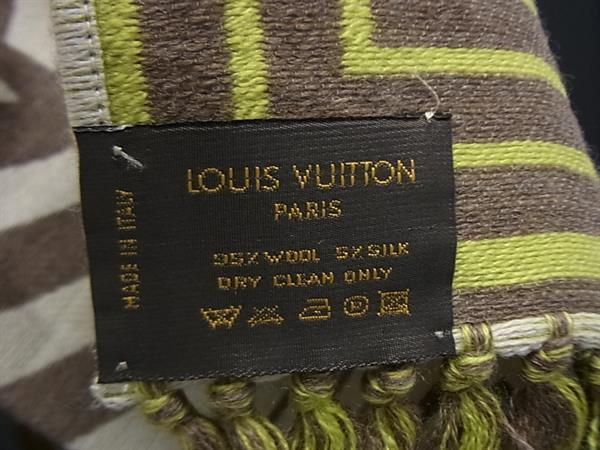 LOUIS VUITTON
PARIS
95% WOOL 5% SILK
DRY CLEAN ONLY
MADE IN ITALY